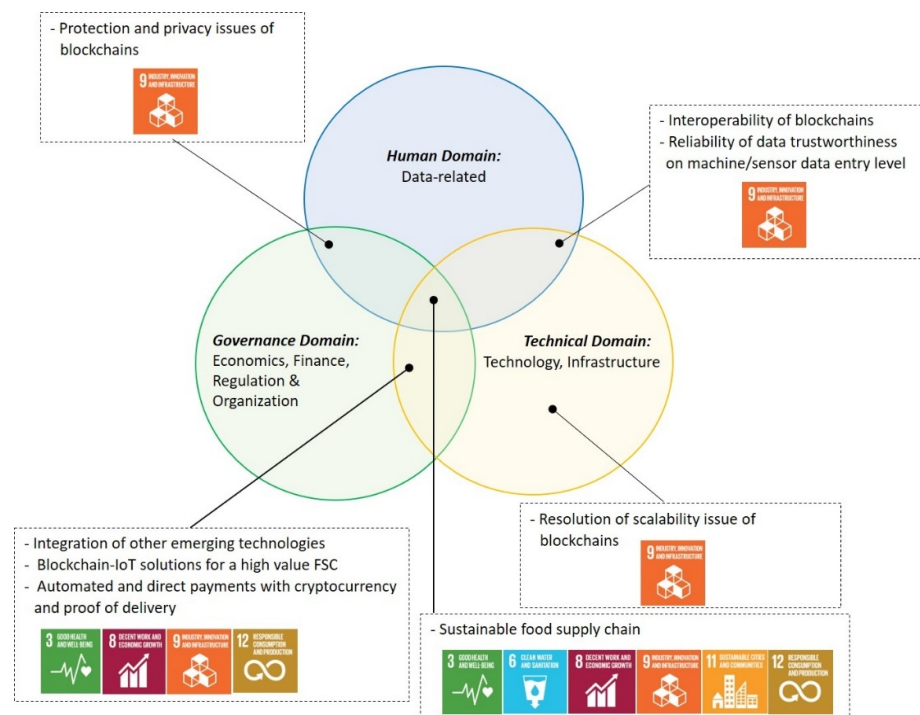 - Protection and privacy issues of
blockchains
9 INDUSTRY, INNOVATION
AND INFRASTRUCTURE
Human Domain:
Data-related
- Interoperability of blockchains
- Reliability of data trustworthiness
on machine/sensor data entry level
9 INDUSTRY, INNOVATION
AND INFRASTRUCTURE
Governance Domain:
Economics, Finance,
Regulation &
Organization
Technical Domain:
Technology, Infrastructure
- Resolution of scalability issue of
blockchains
9 INDUSTRY, INNOVATION
AND INFRASTRUCTURE
- Integration of other emerging technologies
- Blockchain-IoT solutions for a high value FSC
- Automated and direct payments with cryptocurrency
and proof of delivery
3 GOOD HEALTH
AND WELL-BEING
8 DECENT WORK AND
ECONOMIC GROWTH
9 INDUSTRY, INNOVATION
AND INFRASTRUCTURE
12 RESPONSIBLE
CONSUMPTION
AND PRODUCTION
- Sustainable food supply chain
3 GOOD HEALTH
AND WELL-BEING
6 CLEAN WATER
AND SANITATION
8 DECENT WORK AND
ECONOMIC GROWTH
9 INDUSTRY, INNOVATION
AND INFRASTRUCTURE
11 SUSTAINABLE CITIES
AND COMMUNITIES
12 RESPONSIBLE
CONSUMPTION
AND PRODUCTION